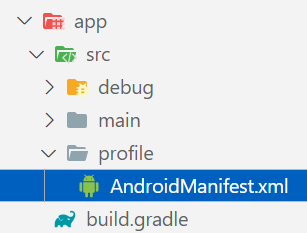 app
src
debug
main
profile
AndroidManifest.xml
build.gradle